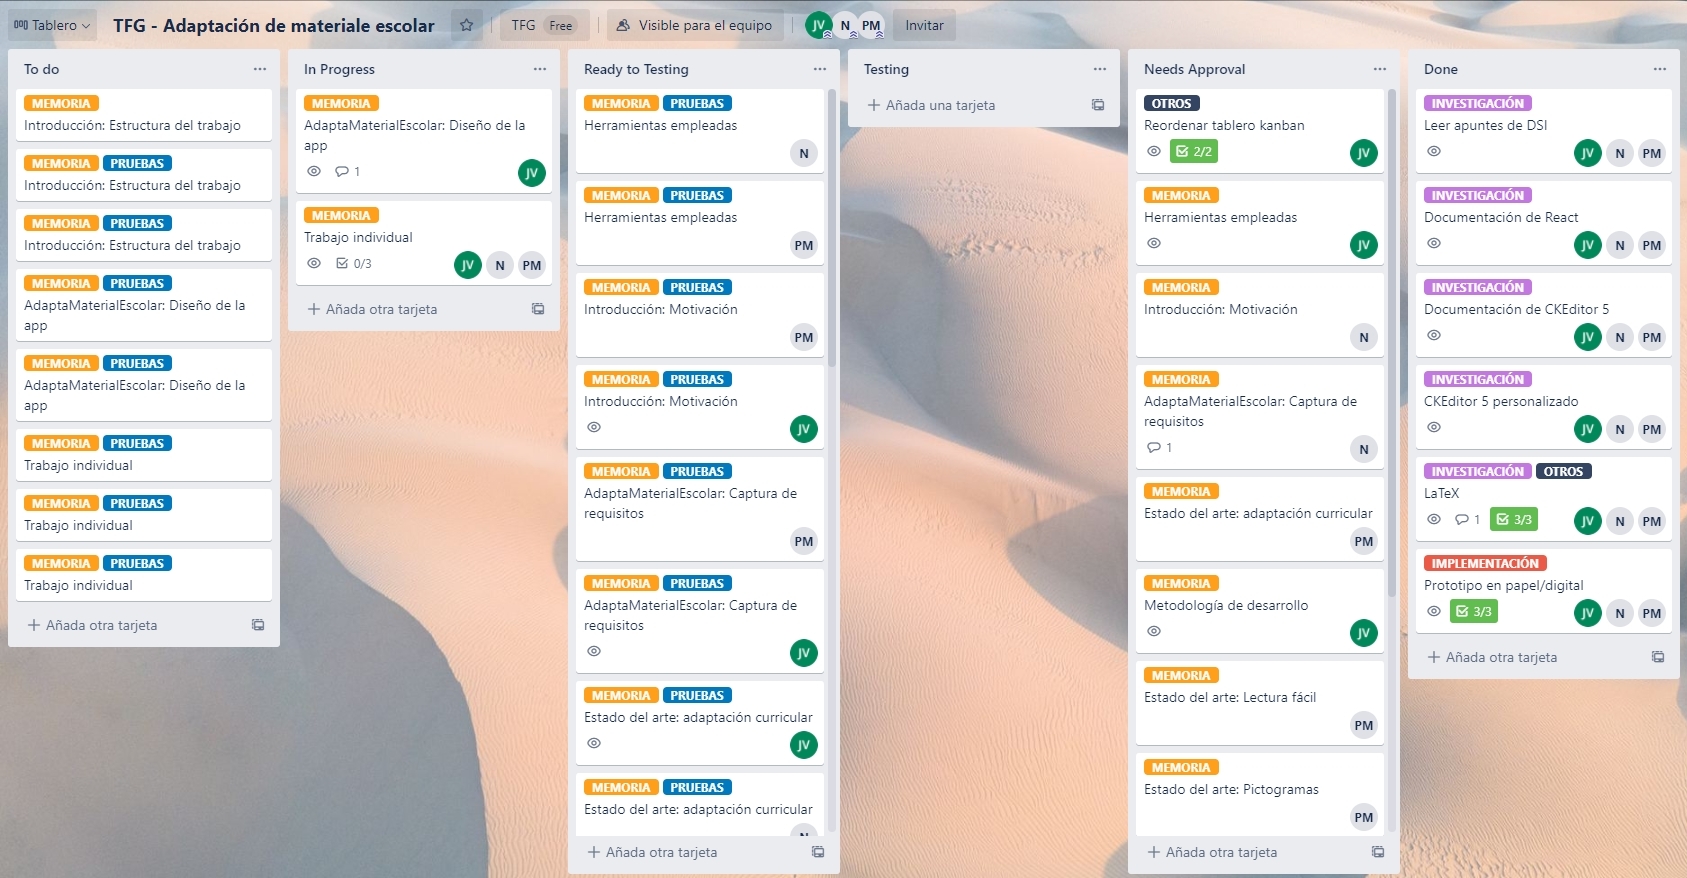 Tablero
TFG - Adaptación de materiale escolar
TFG Free
Visible para el equipo
JV N PM
Invitar
To do
MEMORIA
Introducción: Estructura del trabajo
MEMORIA PRUEBAS
Introducción: Estructura del trabajo
MEMORIA PRUEBAS
Introducción: Estructura del trabajo
MEMORIA PRUEBAS
AdaptaMaterialEscolar: Diseño de la
app
MEMORIA PRUEBAS
AdaptaMaterialEscolar: Diseño de la
app
MEMORIA PRUEBAS
Trabajo individual
MEMORIA PRUEBAS
Trabajo individual
MEMORIA PRUEBAS
Trabajo individual
+ Añada otra tarjeta
In Progress
MEMORIA
AdaptaMaterialEscolar: Diseño de la
app
1 JV
MEMORIA
Trabajo individual
0/3 JV N PM
+ Añada otra tarjeta
Ready to Testing
MEMORIA PRUEBAS
Herramientas empleadas
N
MEMORIA PRUEBAS
Herramientas empleadas
PM
MEMORIA PRUEBAS
Introducción: Motivación
PM
MEMORIA PRUEBAS
Introducción: Motivación
JV
MEMORIA PRUEBAS
AdaptaMaterialEscolar: Captura de
requisitos
PM
MEMORIA PRUEBAS
AdaptaMaterialEscolar: Captura de
requisitos
JV
MEMORIA PRUEBAS
Estado del arte: adaptación curricular
JV
MEMORIA PRUEBAS
Estado del arte: adaptación curricular
N
+ Añada otra tarjeta
Testing
+ Añada una tarjeta
Needs Approval
OTROS
Reordenar tablero kanban
2/2 JV
MEMORIA
Herramientas empleadas
JV
MEMORIA
Introducción: Motivación
N
MEMORIA
AdaptaMaterialEscolar: Captura de
requisitos
1 N
MEMORIA
Estado del arte: adaptación curricular
PM
MEMORIA
Metodología de desarrollo
JV
MEMORIA
Estado del arte: Lectura fácil
PM
MEMORIA
Estado del arte: Pictogramas
PM
+ Añada otra tarjeta
Done
INVESTIGACIÓN
Leer apuntes de DSI
JV N PM
INVESTIGACIÓN
Documentación de React
JV N PM
INVESTIGACIÓN
Documentación de CKEditor 5
JV N PM
INVESTIGACIÓN
CKEditor 5 personalizado
JV N PM
INVESTIGACIÓN OTROS
LaTeX
1 3/3 JV N PM
IMPLEMENTACIÓN
Prototipo en papel/digital
3/3 JV N PM
+ Añada otra tarjeta